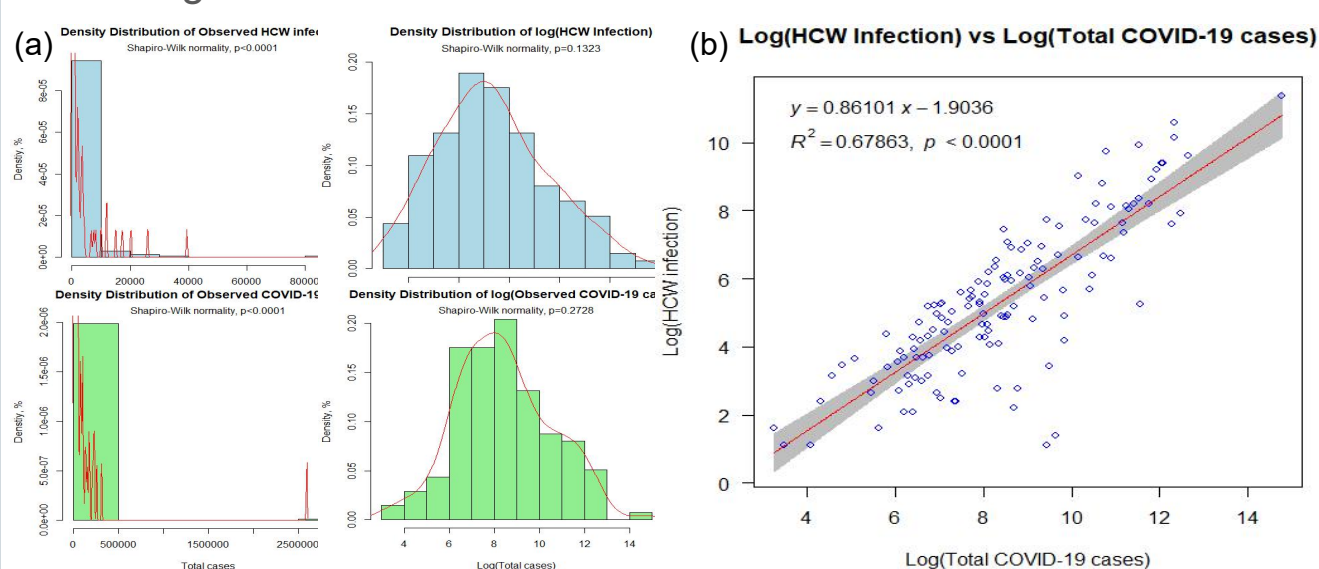 (a)
Density Distribution of Observed HCW infe
Shapiro-Wilk normality, p<0.0001
Density, %
0e+00 2e-05 4e-05 6e-05 8e-05
0 20000 40000 60000 80000
Density Distribution of log(HCW Infection)
Shapiro-Wilk normality, p=0.1323
Density, %
0.00 0.05 0.10 0.15 0.20
Density Distribution of Observed COVID-19
Shapiro-Wilk normality, p<0.0001
Density, %
0.0e+00 5.0e-07 1.0e-06 1.5e-06 2.0e-06
0 500000 1500000 2500000
Total cases
Density Distribution of log(Observed COVID-19 ca
Shapiro-Wilk normality, p=0.2728
Density, %
0.00 0.05 0.10 0.15 0.20
4 6 8 10 12 14
Log(Total cases)
(b)
Log(HCW Infection) vs Log(Total COVID-19 cases)
y = 0.86101 x − 1.9036
R² = 0.67863, p < 0.0001
Log(HCW infection)
0 2 4 6 8 10
4 6 8 10 12 14
Log(Total COVID-19 cases)